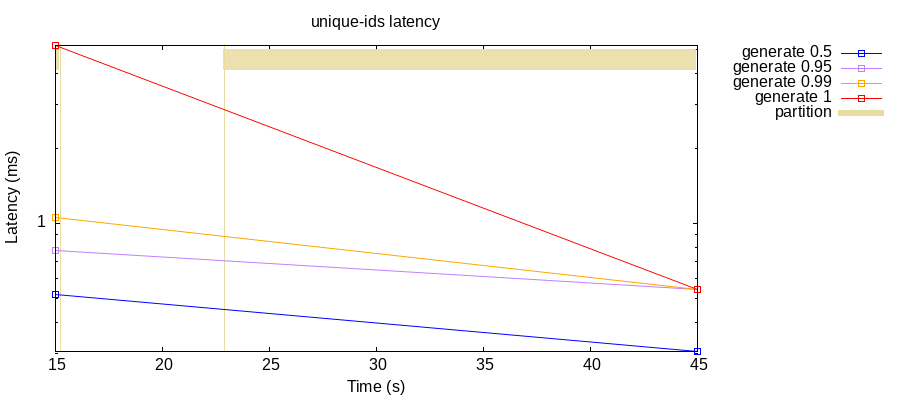 unique-ids latency
generate 0.5
generate 0.95
generate 0.99
generate 1
partition
Latency (ms)
1
15 20 25 30 35 40 45
Time (s)